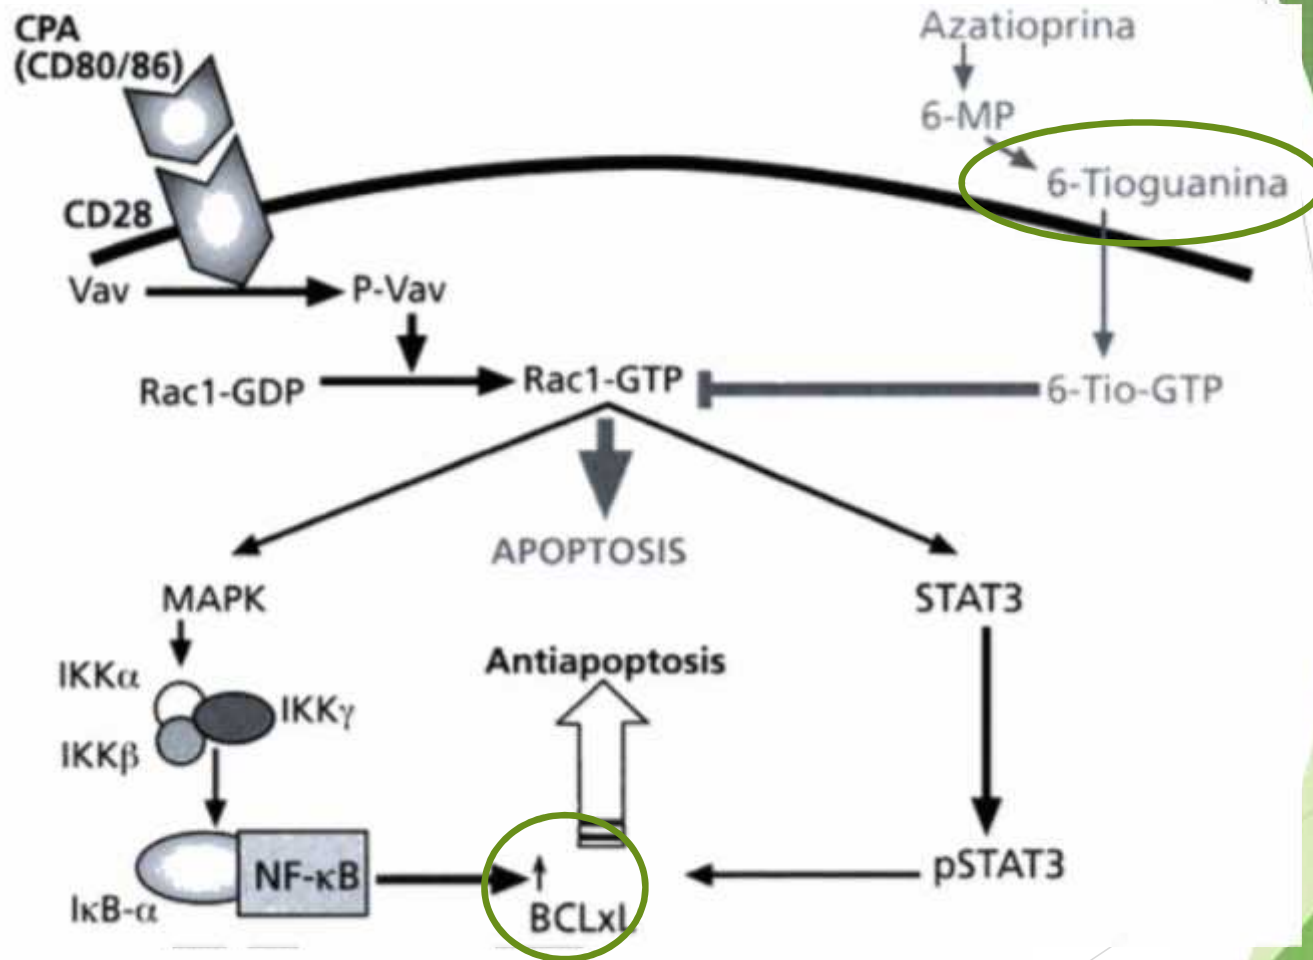 CPA
(CD80/86)
Azatioprina
6-MP
6-Tioguanina
CD28
Vav
P-Vav
Rac1-GDP
Rac1-GTP
6-Tio-GTP
APOPTOSIS
MAPK
STAT3
IKKα
Antiapoptosis
IKKγ
IKKβ
NF-κB
pSTAT3
IκB-α
↑
BCLxL